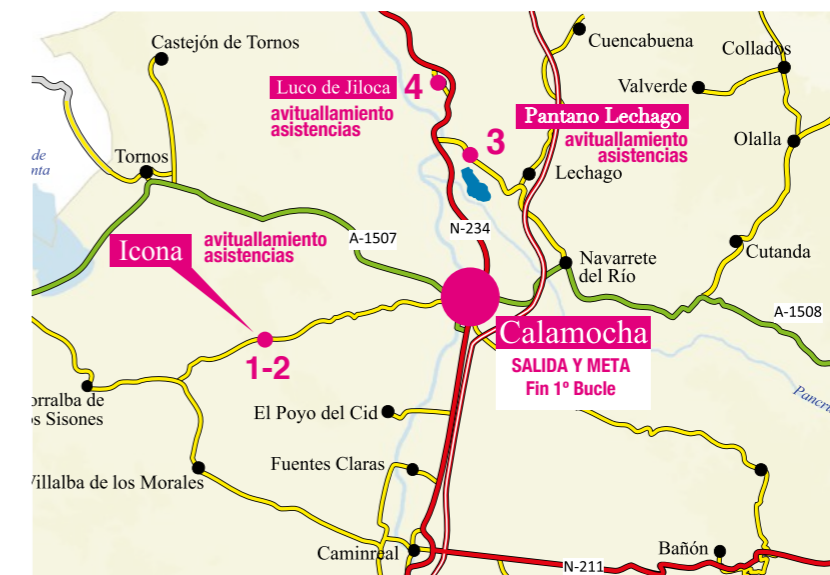 Castejón de Tornos
Cuencabuena
Collados
Luco de Jiloca
4
avituallamiento
asistencias
Valverde
Pantano Lechago
avituallamiento
asistencias
3
Olalla
de
Tornos
Lechago
Icona
avituallamiento
asistencias
A-1507
N-234
Navarrete
del Río
Cutanda
A-1508
Calamocha
SALIDA Y META
Fin 1º Bucle
1-2
orralba de
s Sisones
El Poyo del Cid
Pancru
Fuentes Claras
Villalba de los Morales
Caminreal
Bañón
N-211